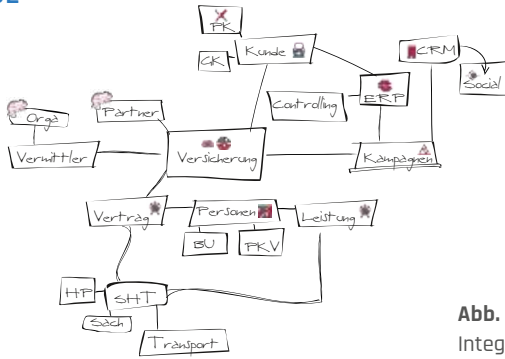 PK
Kunde
CK
CRM
Social
Controlling
ERP
Orga
Partner
Vermittler
Versicherung
Kampagnen
Vertrag
Personen
Leistung
BU
PKV
HP
SHT
Sach
Transport
Abb.
Integ